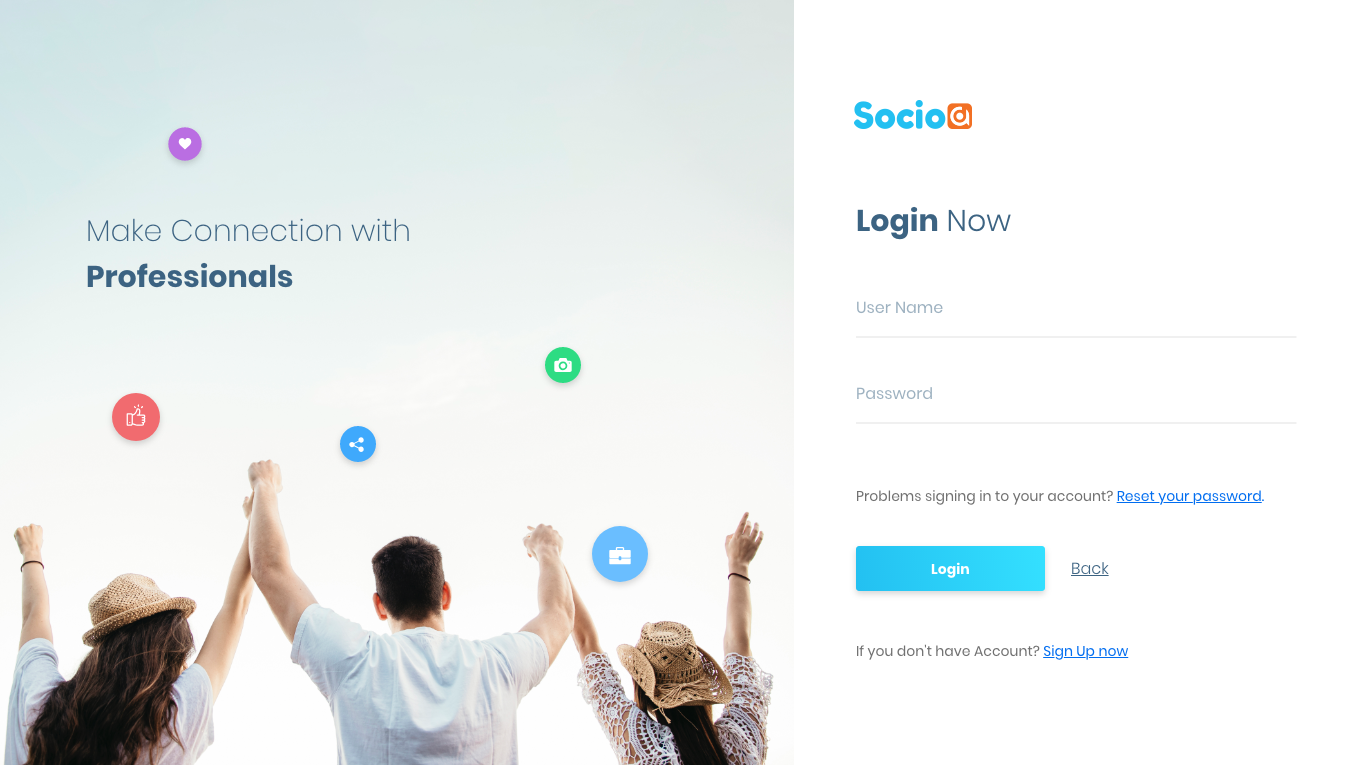 Make Connection with
Professionals
Socio
Login Now
User Name
Password
Problems signing in to your account? Reset your password.
Login
Back
If you don't have Account? Sign Up now